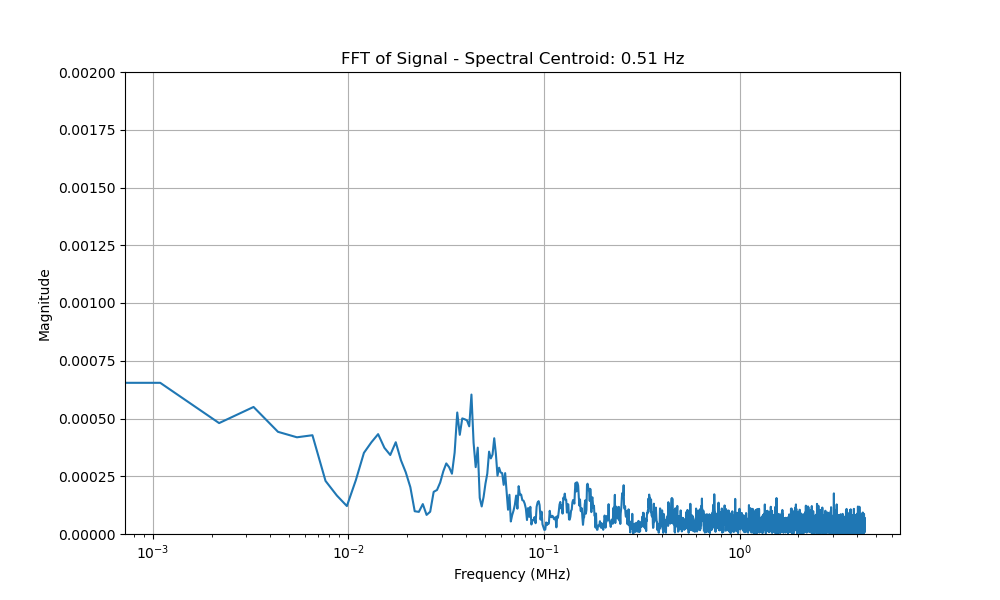 FFT of Signal - Spectral Centroid: 0.51 Hz
0.00200
0.00175
0.00150
0.00125
0.00100
0.00075
0.00050
0.00025
0.00000
Magnitude
10⁻³ 10⁻² 10⁻¹ 10⁰
Frequency (MHz)